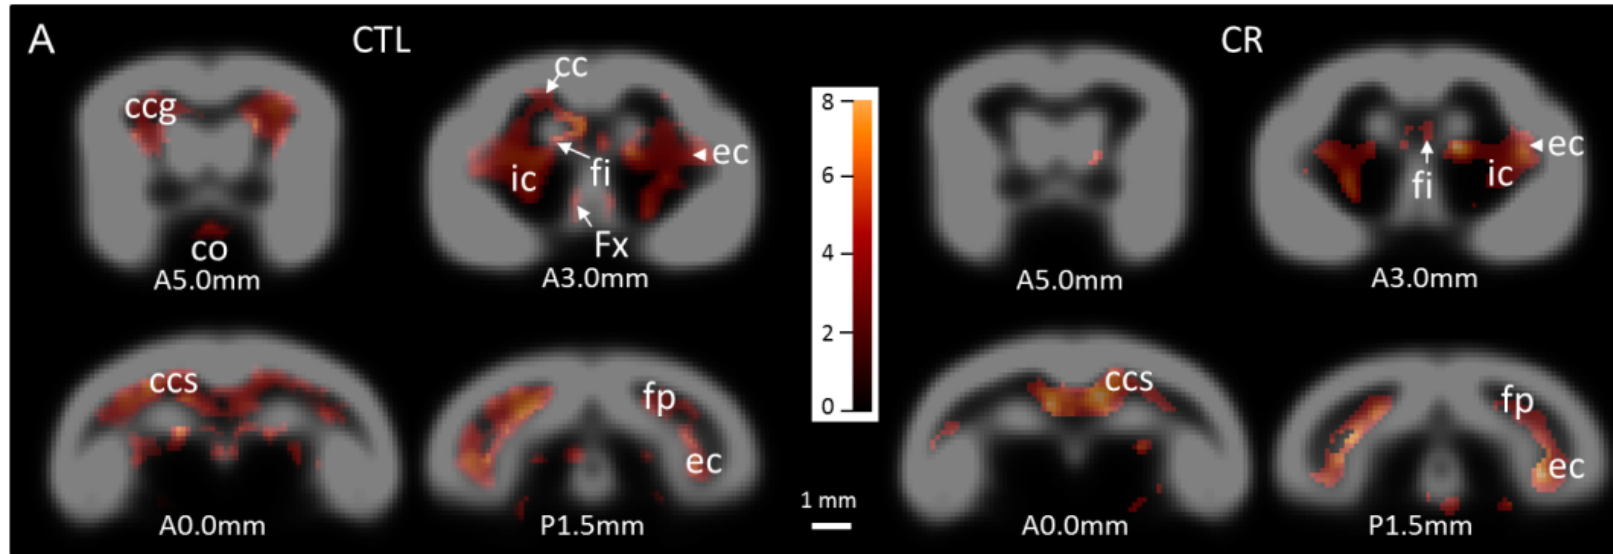 A
CTL
CR
ccg
co
A5.0mm
cc
ec
ic
fi
Fx
A3.0mm
ccs
A0.0mm
fp
ec
P1.5mm
8
6
4
2
0
1 mm
A5.0mm
ec
ic
fi
A3.0mm
ccs
A0.0mm
fp
ec
P1.5mm